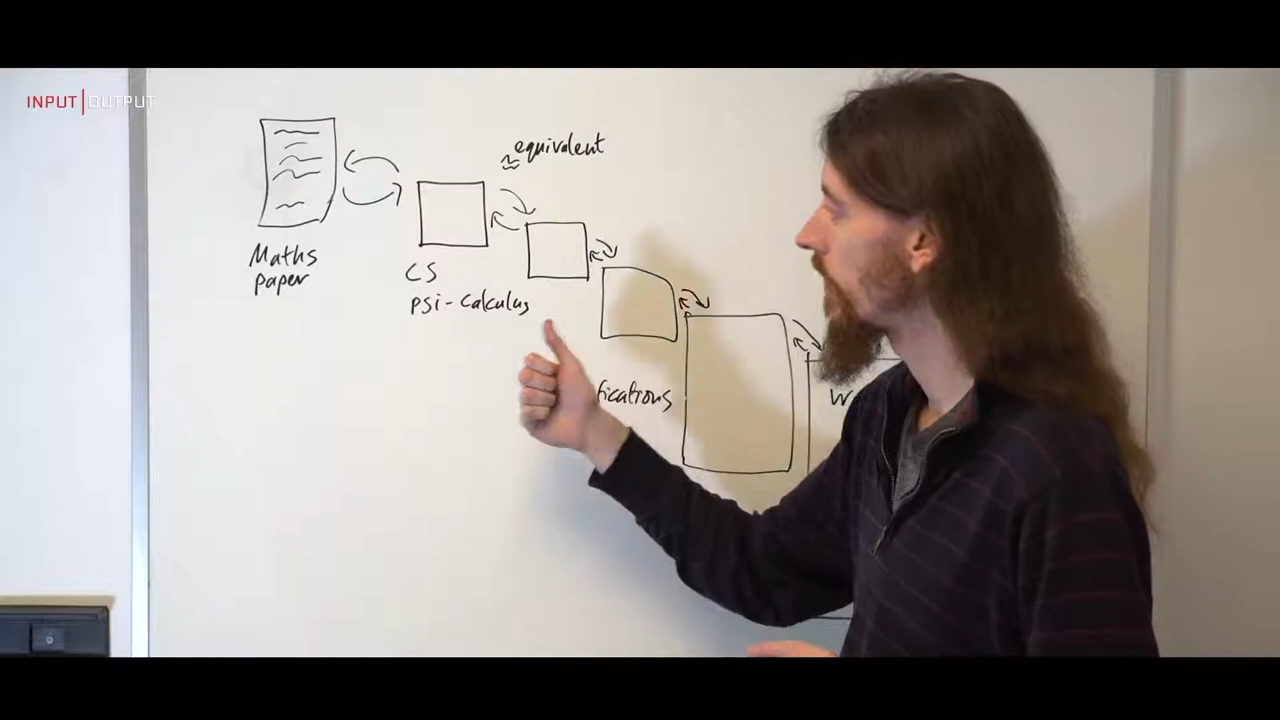 INPUT|OUTPUT
≈ equivalent
Maths
paper
CS
psi-calculus
fications